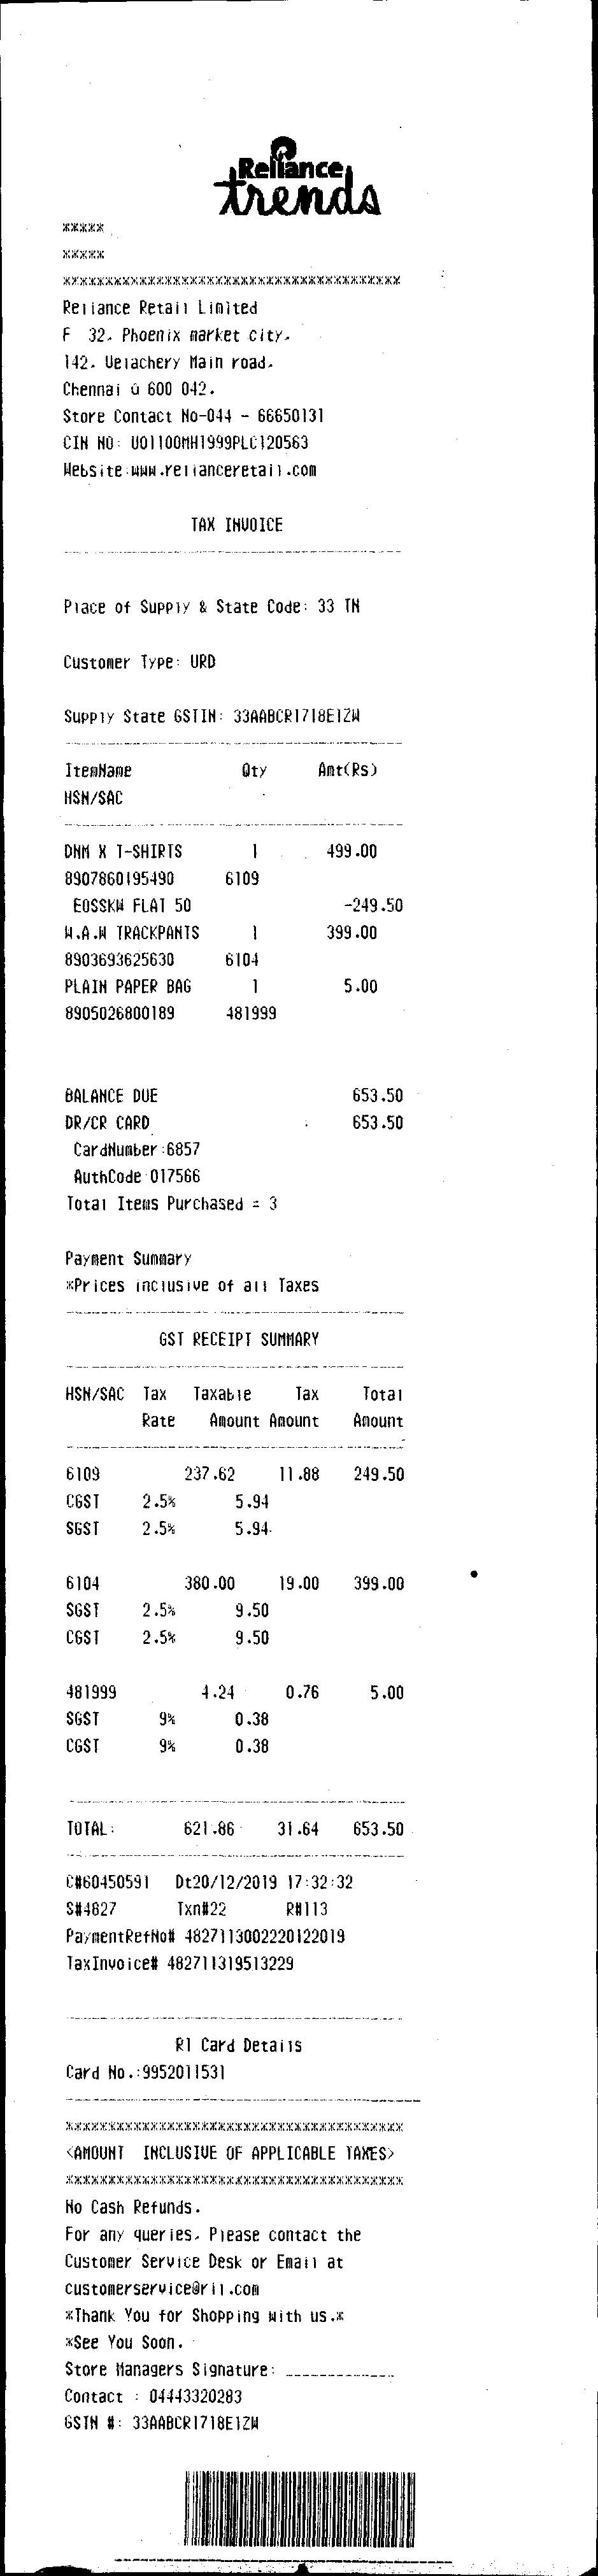 Reliance
trends
*****
*****
****************************************
Reliance Retail Limited
F 32, Phoenix market city,
142, Velachery Main road,
Chennai û 600 042.
Store Contact No-044 - 66650131
CIN NO: U01100MH1999PLC120563
Website:www.relianceretail.com
TAX INVOICE
Place of Supply & State Code: 33 TN
Customer Type: URD
Supply State GSTIN: 33AABCR1718E1ZW
ItemName Qty Amt(Rs)
HSN/SAC
DNM X T-SHIRTS 1 499.00
8907860195490 6109
EOSSKW FLAT 50 -249.50
W.A.W TRACKPANTS 1 399.00
8903693625630 6104
PLAIN PAPER BAG 1 5.00
8905026800189 481999
BALANCE DUE 653.50
DR/CR CARD 653.50
CardNumber:6857
AuthCode:017566
Total Items Purchased = 3
Payment Summary
*Prices inclusive of all Taxes
GST RECEIPT SUMMARY
HSN/SAC Tax Taxable Tax Total
Rate Amount Amount Amount
6109 237.62 11.88 249.50
CGST 2.5% 5.94
SGST 2.5% 5.94
6104 380.00 19.00 399.00
SGST 2.5% 9.50
CGST 2.5% 9.50
481999 4.24 0.76 5.00
SGST 9% 0.38
CGST 9% 0.38
TOTAL: 621.86 31.64 653.50
C#60450591 Dt20/12/2019 17:32:32
S#4827 Txn#22 R#113
PaymentRefNo# 4827113002220122019
TaxInvoice# 482711319513229
R1 Card Details
Card No.:9952011531
****************************************
<AMOUNT INCLUSIVE OF APPLICABLE TAXES>
****************************************
No Cash Refunds.
For any queries, Please contact the
Customer Service Desk or Email at
customerservice@ril.com
*Thank You for Shopping with us.*
*See You Soon.
Store Managers Signature: _____________
Contact : 04443320283
GSTN #: 33AABCR1718E1ZW